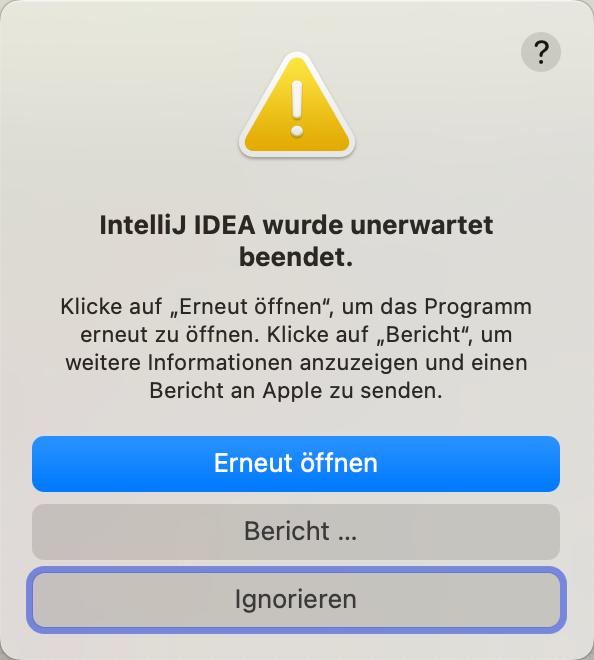 ?
IntelliJ IDEA wurde unerwartet
beendet.
Klicke auf „Erneut öffnen“, um das Programm
erneut zu öffnen. Klicke auf „Bericht“, um
weitere Informationen anzuzeigen und einen
Bericht an Apple zu senden.
Erneut öffnen
Bericht ...
Ignorieren